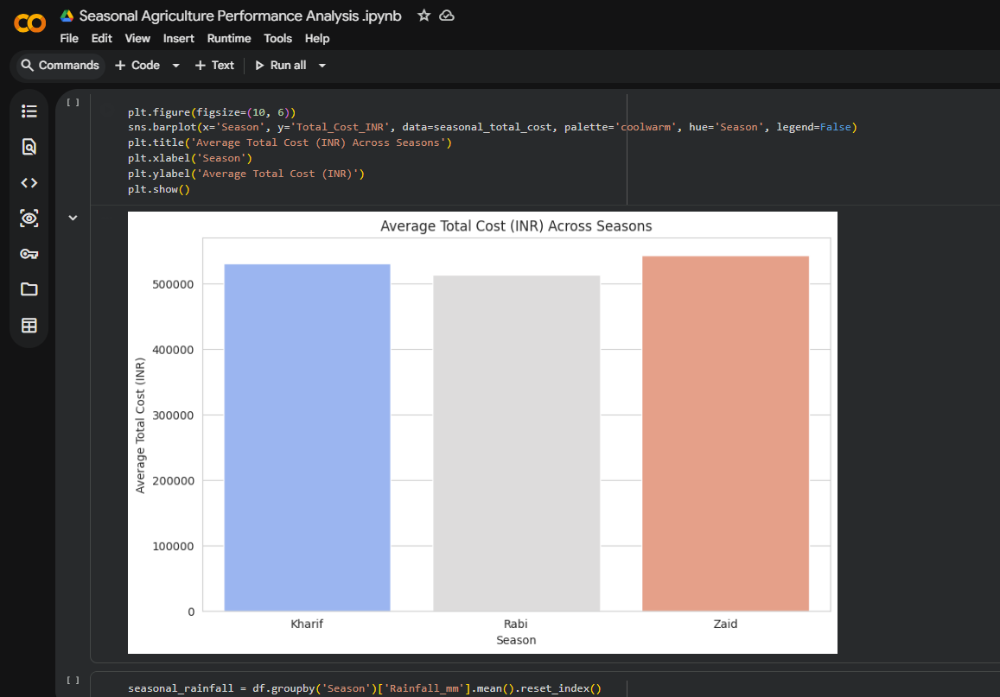 Seasonal Agriculture Performance Analysis .ipynb
File Edit View Insert Runtime Tools Help
Commands + Code + Text Run all
[ ]
plt.figure(figsize=(10, 6))
sns.barplot(x='Season', y='Total_Cost_INR', data=seasonal_total_cost, palette='coolwarm', hue='Season', legend=False)
plt.title('Average Total Cost (INR) Across Seasons')
plt.xlabel('Season')
plt.ylabel('Average Total Cost (INR)')
plt.show()
Average Total Cost (INR) Across Seasons
Average Total Cost (INR)
500000
400000
300000
200000
100000
0
Kharif Rabi Zaid
Season
[ ]
seasonal_rainfall = df.groupby('Season')['Rainfall_mm'].mean().reset_index()